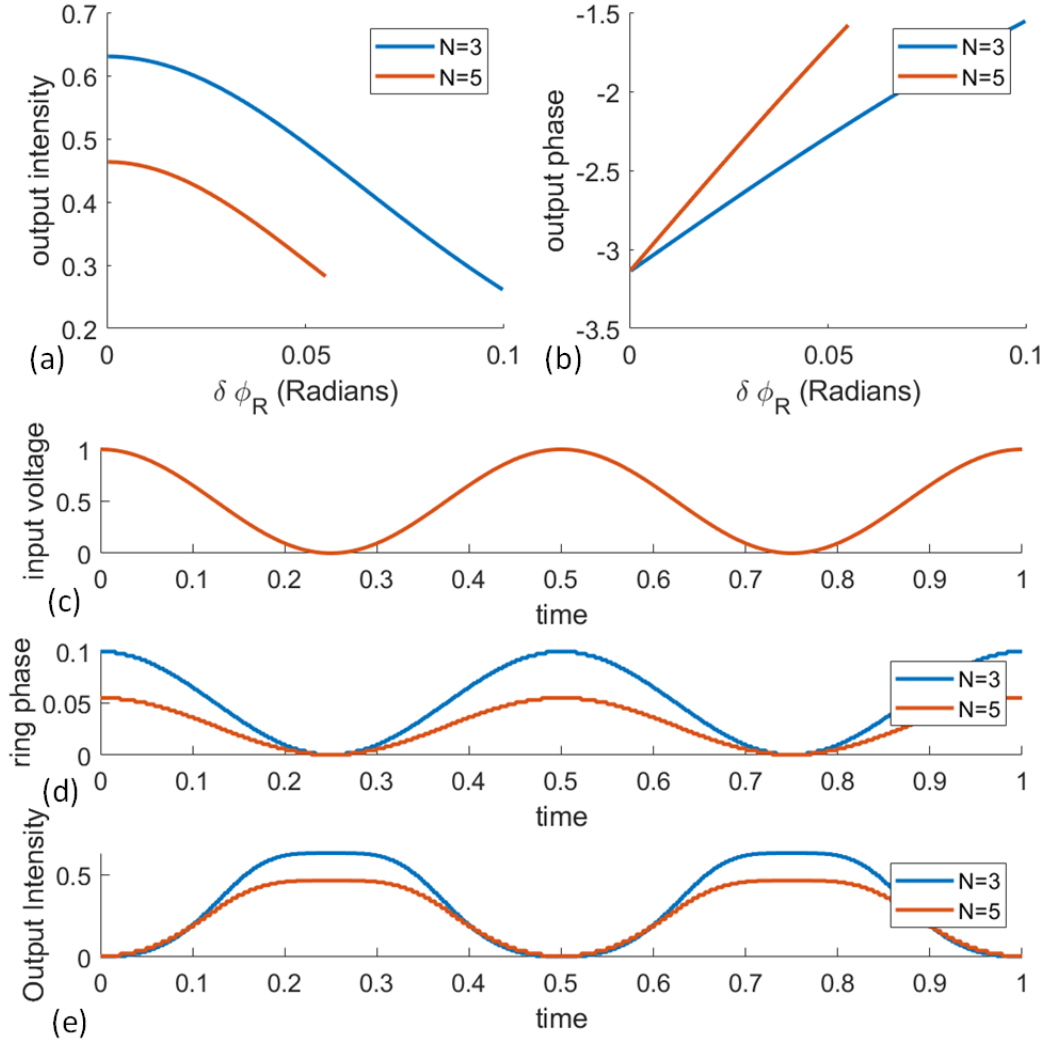 0.7
0.6
0.5
0.4
0.3
0.2
output intensity
N=3
N=5
0 0.05 0.1
(a)
δ ϕ_R (Radians)
-1.5
-2
-2.5
-3
-3.5
output phase
N=3
N=5
0 0.05 0.1
(b)
δ ϕ_R (Radians)
input voltage
1
0.5
0
0 0.1 0.2 0.3 0.4 0.5 0.6 0.7 0.8 0.9 1
(c)
time
ring phase
0.1
0.05
0
N=3
N=5
0 0.1 0.2 0.3 0.4 0.5 0.6 0.7 0.8 0.9 1
(d)
time
Output Intensity
0.5
0
N=3
N=5
0 0.1 0.2 0.3 0.4 0.5 0.6 0.7 0.8 0.9 1
(e)
time